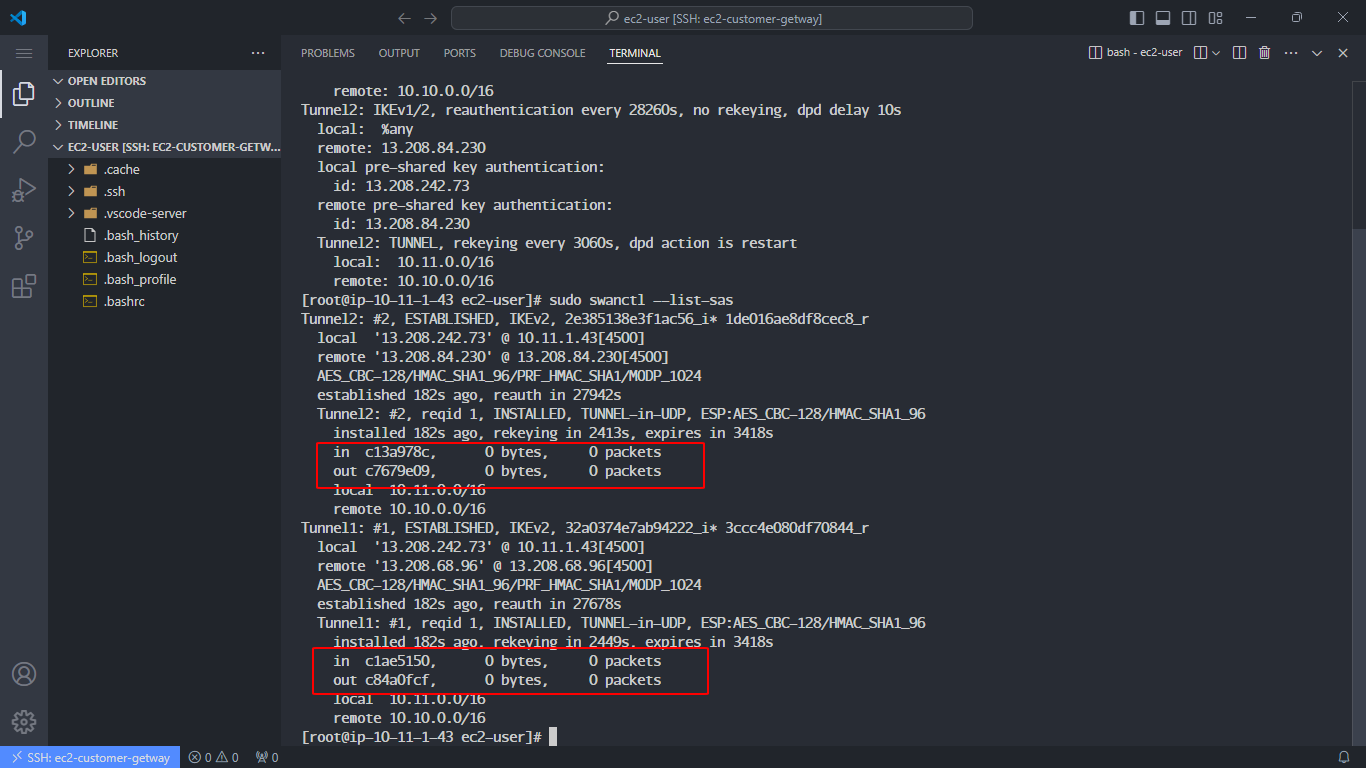 ec2-user [SSH: ec2-customer-getway]
EXPLORER
OPEN EDITORS
OUTLINE
TIMELINE
EC2-USER [SSH: EC2-CUSTOMER-GETW...
.cache
.ssh
.vscode-server
.bash_history
.bash_logout
.bash_profile
.bashrc
PROBLEMS OUTPUT PORTS DEBUG CONSOLE TERMINAL
bash - ec2-user
remote: 10.10.0.0/16
Tunnel2: IKEv1/2, reauthentication every 28260s, no rekeying, dpd delay 10s
local: %any
remote: 13.208.84.230
local pre-shared key authentication:
id: 13.208.242.73
remote pre-shared key authentication:
id: 13.208.84.230
Tunnel2: TUNNEL, rekeying every 3060s, dpd action is restart
local: 10.11.0.0/16
remote: 10.10.0.0/16
[root@ip-10-11-1-43 ec2-user]# sudo swanctl --list-sas
Tunnel2: #2, ESTABLISHED, IKEv2, 2e385138e3f1ac56_i* 1de016ae8df8cec8_r
local '13.208.242.73' @ 10.11.1.43[4500]
remote '13.208.84.230' @ 13.208.84.230[4500]
AES_CBC-128/HMAC_SHA1_96/PRF_HMAC_SHA1/MODP_1024
established 182s ago, reauth in 27942s
Tunnel2: #2, reqid 1, INSTALLED, TUNNEL-in-UDP, ESP:AES_CBC-128/HMAC_SHA1_96
installed 182s ago, rekeying in 2413s, expires in 3418s
in c13a978c, 0 bytes, 0 packets
out c7679e09, 0 bytes, 0 packets
local 10.11.0.0/16
remote 10.10.0.0/16
Tunnel1: #1, ESTABLISHED, IKEv2, 32a0374e7ab94222_i* 3ccc4e080df70844_r
local '13.208.242.73' @ 10.11.1.43[4500]
remote '13.208.68.96' @ 13.208.68.96[4500]
AES_CBC-128/HMAC_SHA1_96/PRF_HMAC_SHA1/MODP_1024
established 182s ago, reauth in 27678s
Tunnel1: #1, reqid 1, INSTALLED, TUNNEL-in-UDP, ESP:AES_CBC-128/HMAC_SHA1_96
installed 182s ago, rekeying in 2449s, expires in 3418s
in c1ae5150, 0 bytes, 0 packets
out c84a0fcf, 0 bytes, 0 packets
local 10.11.0.0/16
remote 10.10.0.0/16
[root@ip-10-11-1-43 ec2-user]#
SSH: ec2-customer-getway 0 0 0